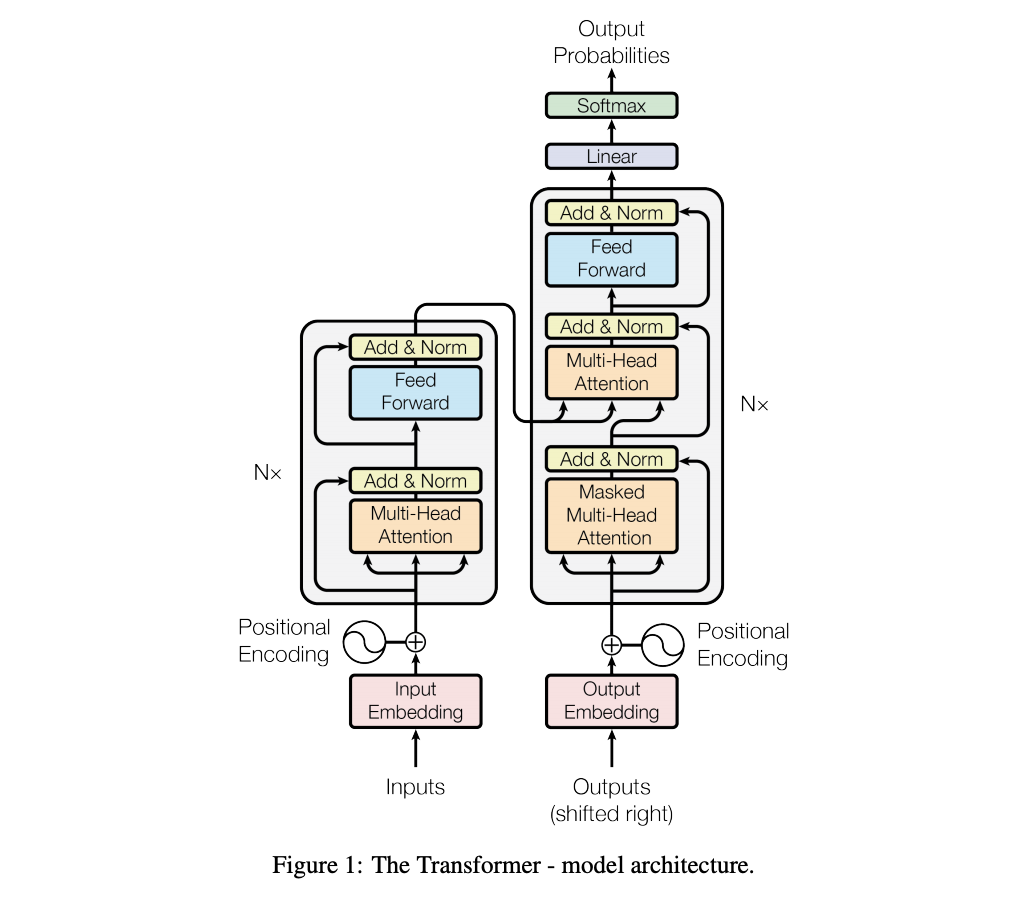 Output
Probabilities
Softmax
Linear
Add & Norm
Feed
Forward
Add & Norm
Multi-Head
Attention
N×
Add & Norm
Masked
Multi-Head
Attention
Add & Norm
Feed
Forward
N×
Add & Norm
Multi-Head
Attention
Positional
Encoding
Positional
Encoding
Input
Embedding
Output
Embedding
Inputs
Outputs
(shifted right)
Figure 1: The Transformer - model architecture.